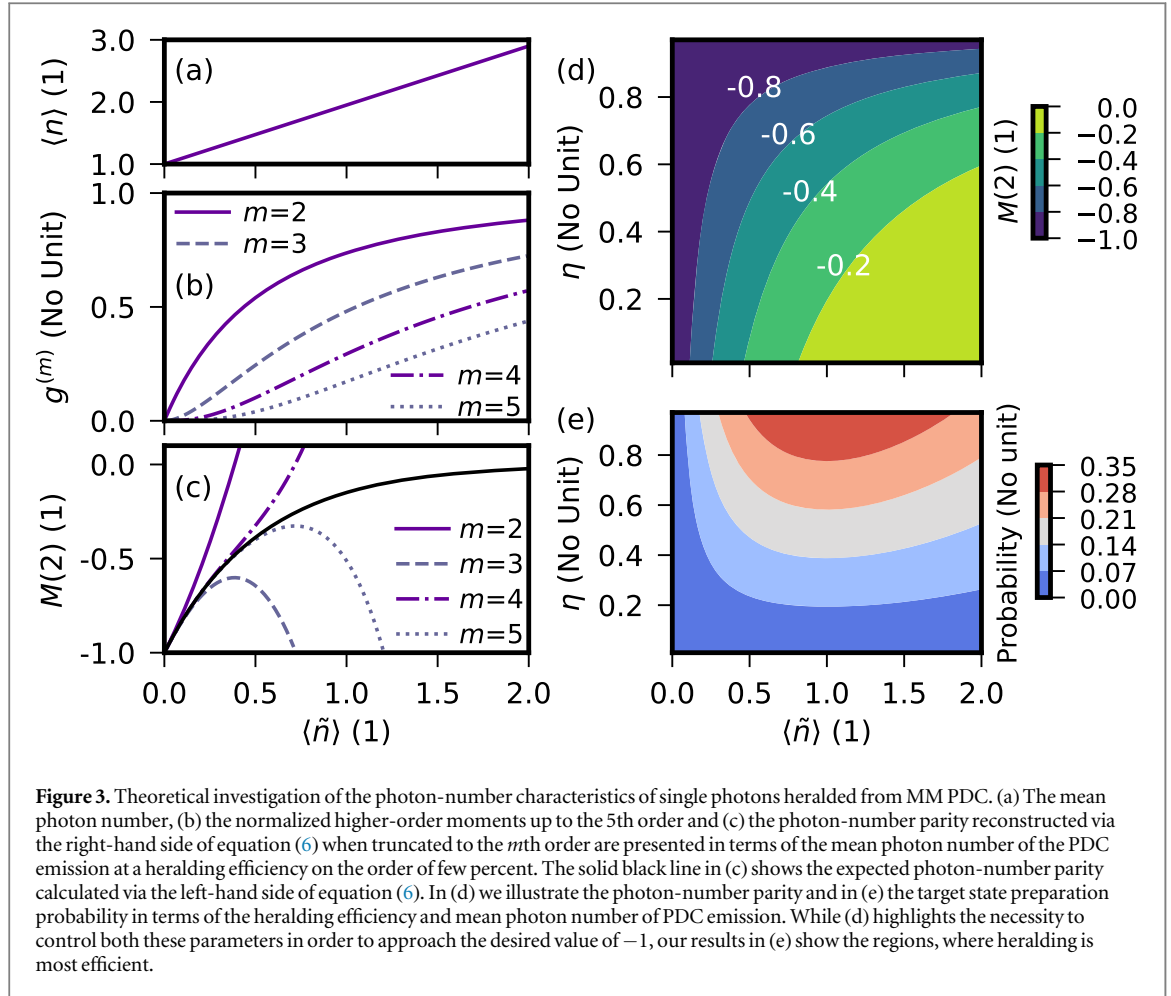 3.0
2.0
1.0
⟨n⟩ (1)
(a)
1.0
0.5
0.0
g^(m) (No Unit)
m=2
m=3
(b)
m=4
m=5
0.0
-0.5
-1.0
M(2) (1)
(c)
m=2
m=3
m=4
m=5
0.0 0.5 1.0 1.5 2.0
⟨ñ⟩ (1)
(d)
0.8
0.6
0.4
0.2
η (No Unit)
-0.8
-0.6
-0.4
-0.2
M(2) (1)
0.0
−0.2
−0.4
−0.6
−0.8
−1.0
(e)
0.8
0.6
0.4
0.2
η (No Unit)
Probability (No unit)
0.35
0.28
0.21
0.14
0.07
0.00
0.0 0.5 1.0 1.5 2.0
⟨ñ⟩ (1)
Figure 3. Theoretical investigation of the photon-number characteristics of single photons heralded from MM PDC. (a) The mean
photon number, (b) the normalized higher-order moments up to the 5th order and (c) the photon-number parity reconstructed via
the right-hand side of equation (6) when truncated to the mth order are presented in terms of the mean photon number of the PDC
emission at a heralding efficiency on the order of few percent. The solid black line in (c) shows the expected photon-number parity
calculated via the left-hand side of equation (6). In (d) we illustrate the photon-number parity and in (e) the target state preparation
probability in terms of the heralding efficiency and mean photon number of PDC emission. While (d) highlights the necessity to
control both these parameters in order to approach the desired value of −1, our results in (e) show the regions, where heralding is
most efficient.